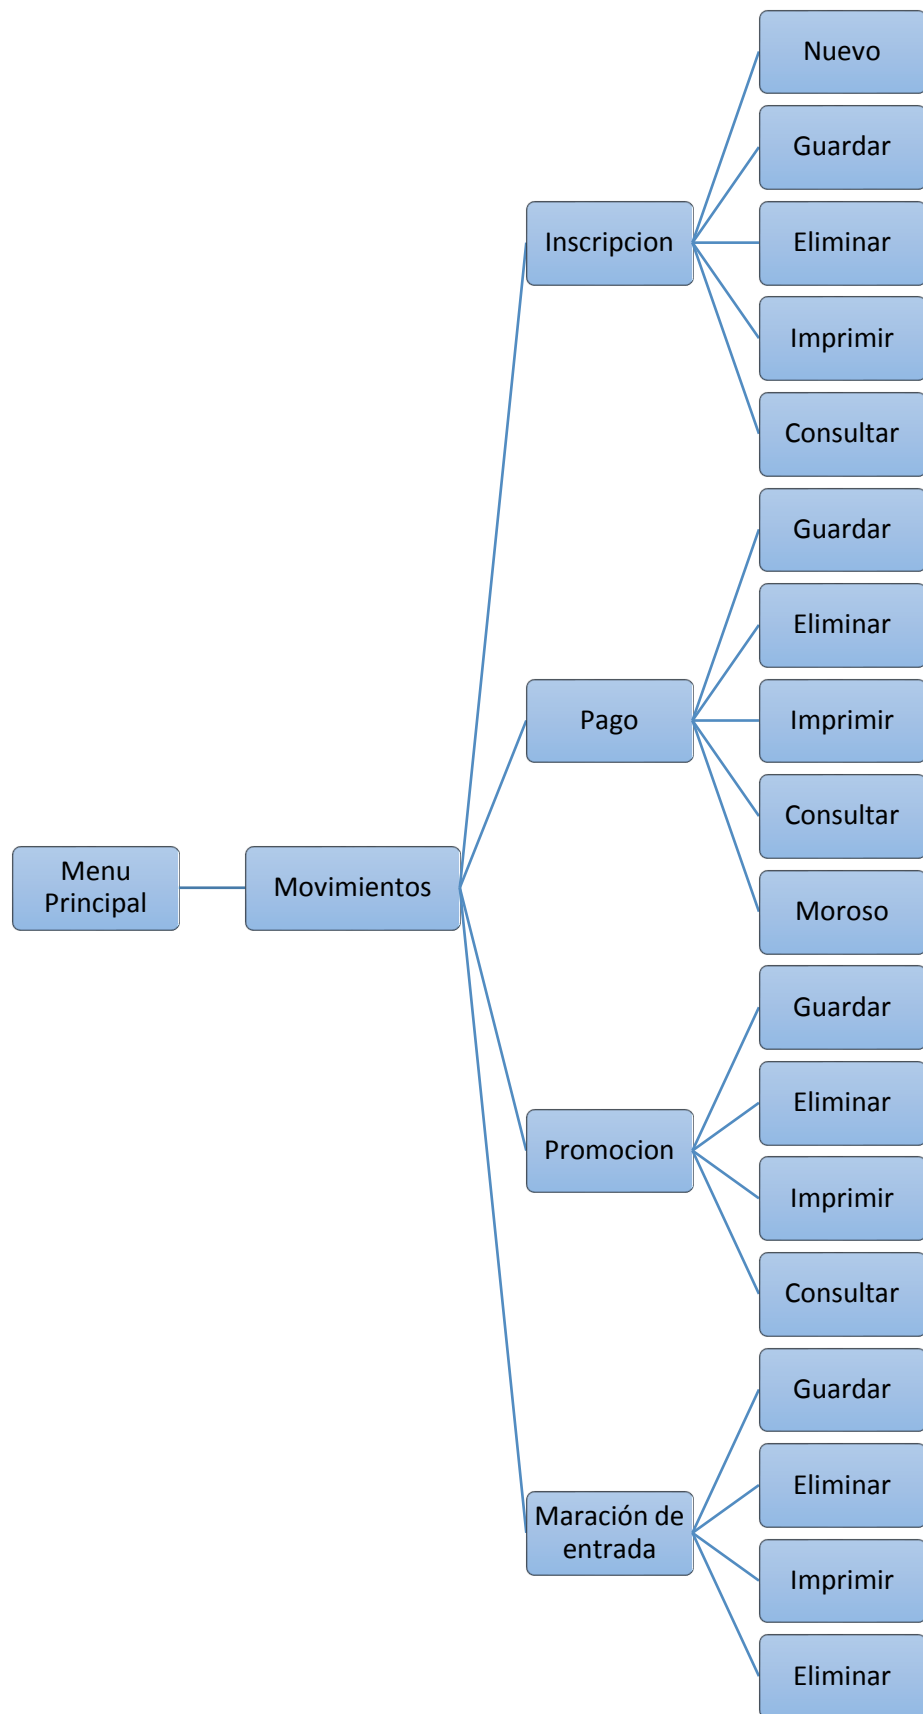 Nuevo
Guardar
Inscripcion
Eliminar
Imprimir
Consultar
Guardar
Eliminar
Pago
Imprimir
Consultar
Menu
Principal
Movimientos
Moroso
Guardar
Eliminar
Promocion
Imprimir
Consultar
Guardar
Eliminar
Maración de
entrada
Imprimir
Eliminar